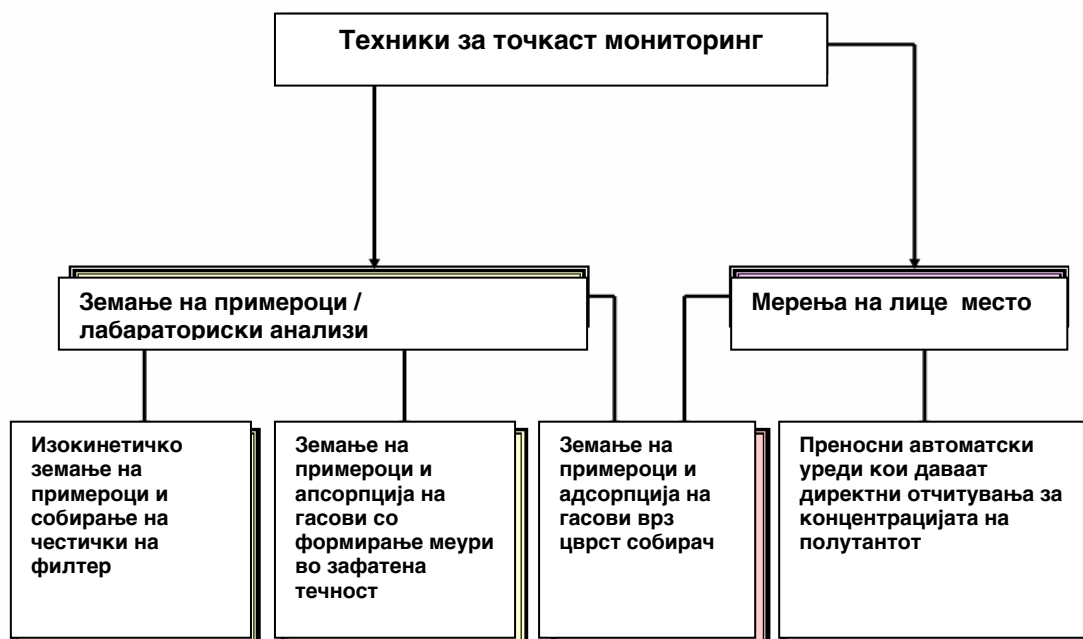 Техники за точкаст мониторинг
Земање на примероци /
лабараториски анализи
Мерења на лице место
Изокинетичко
земање на
примероци и
собирање на
честички на
филтер
Земање на
примероци и
апсорпција на
гасови со
формирање меури
во зафатена
течност
Земање на
примероци и
адсорпција на
гасови врз
цврст собирач
Преносни автоматски
уреди кои даваат
директни отчитувања за
концентрацијата на
полутантот